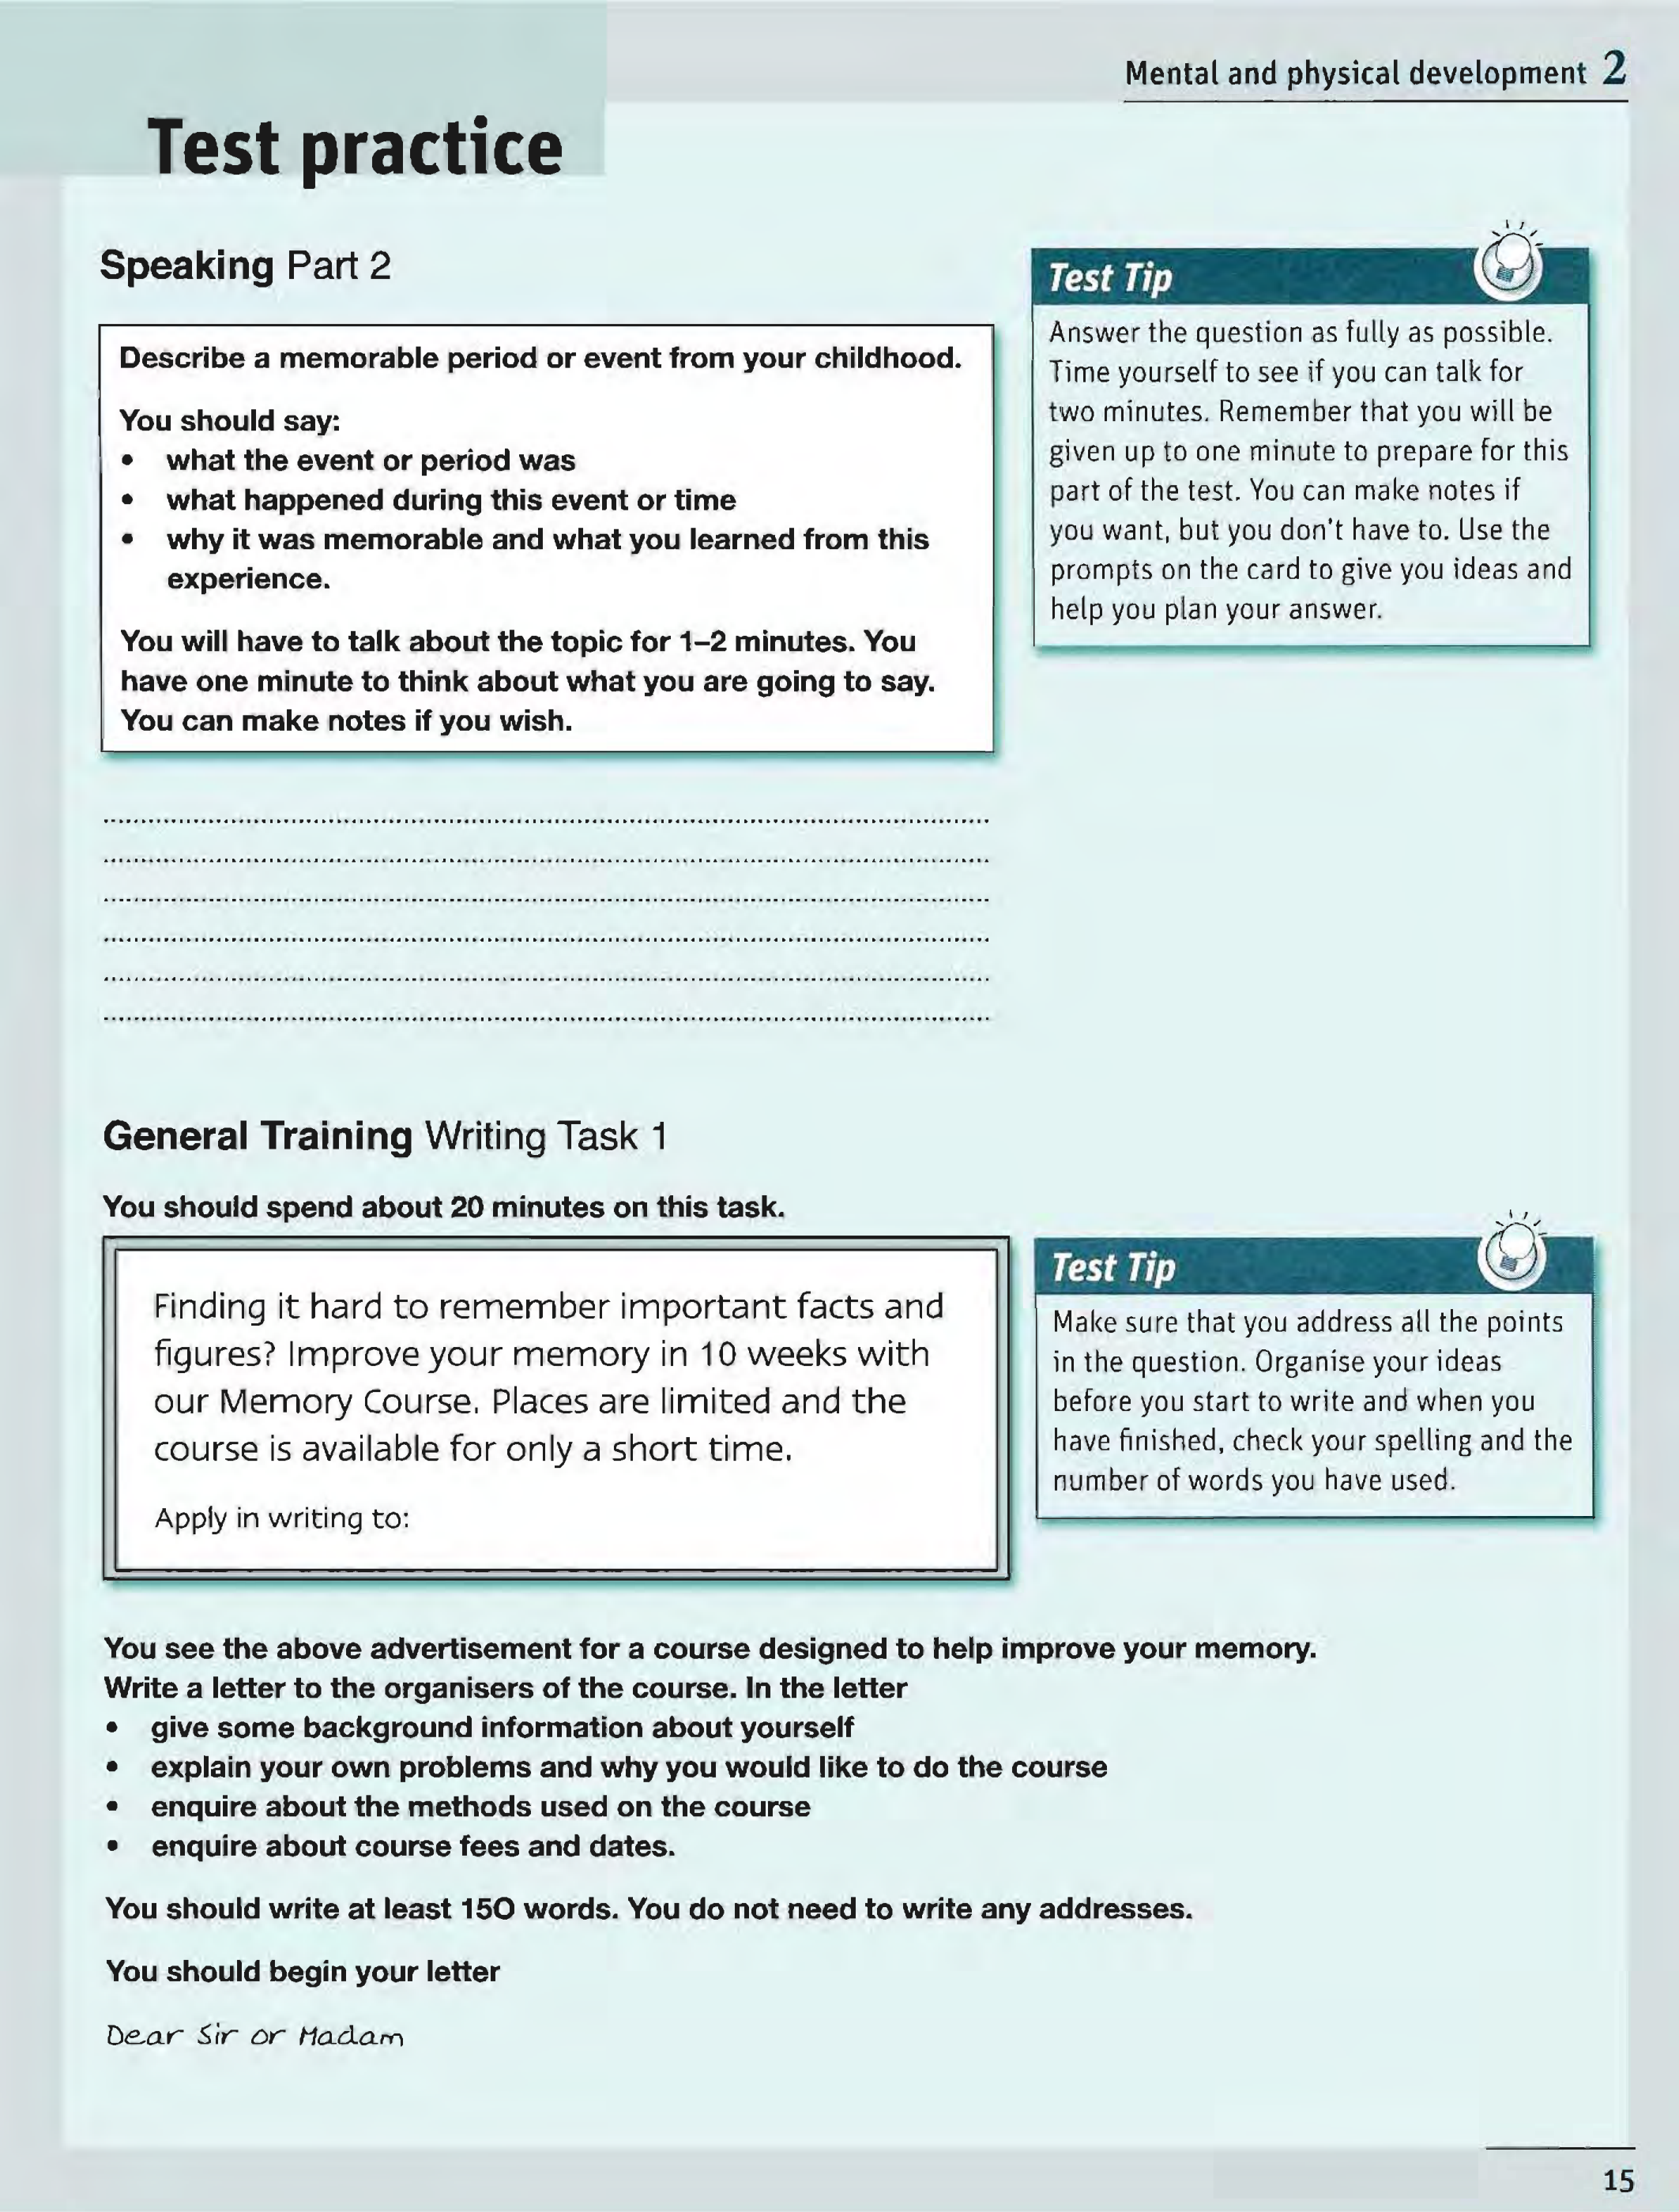 Mental and physical development 2
Test practice
Speaking Part 2
Describe a memorable period or event from your childhood.
You should say:
• what the event or period was
• what happened during this event or time
• why it was memorable and what you learned from this
experience.
You will have to talk about the topic for 1–2 minutes. You
have one minute to think about what you are going to say.
You can make notes if you wish.
Test Tip
Answer the question as fully as possible.
Time yourself to see if you can talk for
two minutes. Remember that you will be
given up to one minute to prepare for this
part of the test. You can make notes if
you want, but you don't have to. Use the
prompts on the card to give you ideas and
help you plan your answer.
General Training Writing Task 1
You should spend about 20 minutes on this task.
Finding it hard to remember important facts and
figures? Improve your memory in 10 weeks with
our Memory Course. Places are limited and the
course is available for only a short time.
Apply in writing to:
Test Tip
Make sure that you address all the points
in the question. Organise your ideas
before you start to write and when you
have finished, check your spelling and the
number of words you have used.
You see the above advertisement for a course designed to help improve your memory.
Write a letter to the organisers of the course. In the letter
• give some background information about yourself
• explain your own problems and why you would like to do the course
• enquire about the methods used on the course
• enquire about course fees and dates.
You should write at least 150 words. You do not need to write any addresses.
You should begin your letter
Dear Sir or Madam
15